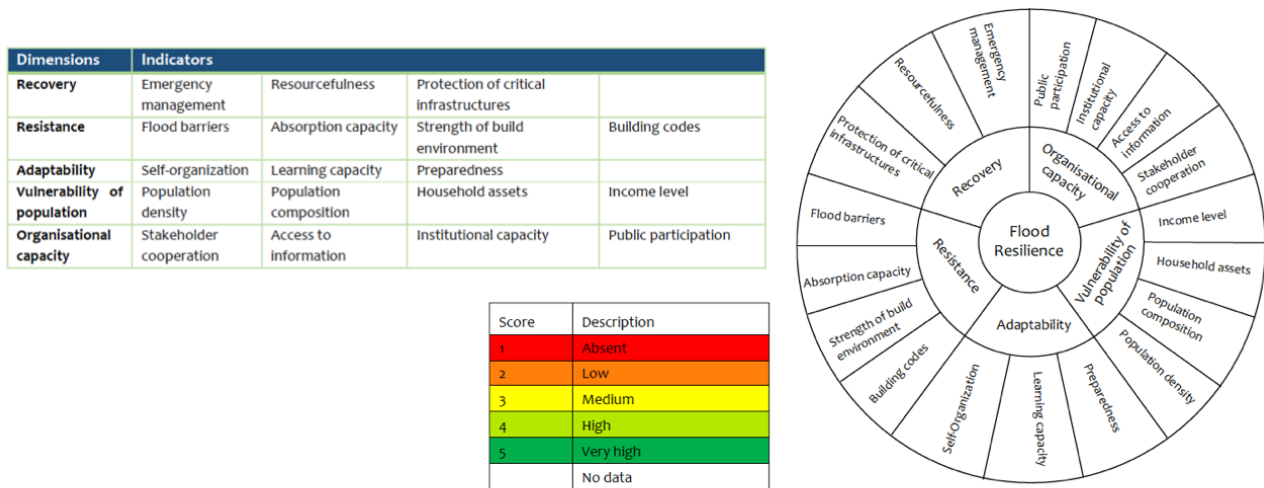 Dimensions Indicators
Recovery Emergency management Resourcefulness Protection of critical infrastructures
Resistance Flood barriers Absorption capacity Strength of build environment Building codes
Adaptability Self-organization Learning capacity Preparedness
Vulnerability of population Population density Population composition Household assets Income level
Organisational capacity Stakeholder cooperation Access to information Institutional capacity Public participation
Score Description
1 Absent
2 Low
3 Medium
4 High
5 Very high
No data
Flood
Resilience
Recovery
Organisational
capacity
Vulnerability of
population
Adaptability
Resistance
Emergency
management
Public
participation
Institutional
capacity
Access to
information
Stakeholder
cooperation
Income level
Household assets
Population
composition
Population density
Preparedness
Learning capacity
Self-Organization
Building codes
Strength of build
environment
Absorption capacity
Flood barriers
Protection of critical
infrastructures
Resourcefulness